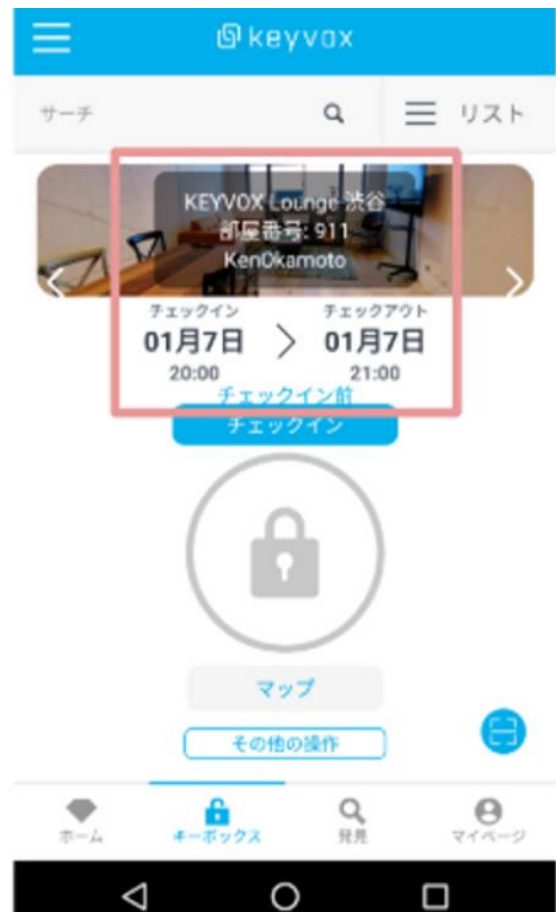 keyvox
サーチ
リスト
KEYVOX Lounge 渋谷
部屋番号: 911
KenOkamoto
チェックイン チェックアウト
01月7日 01月7日
20:00 21:00
チェックイン前
チェックイン
マップ
その他の操作
ホーム キーボックス 発見 マイページ